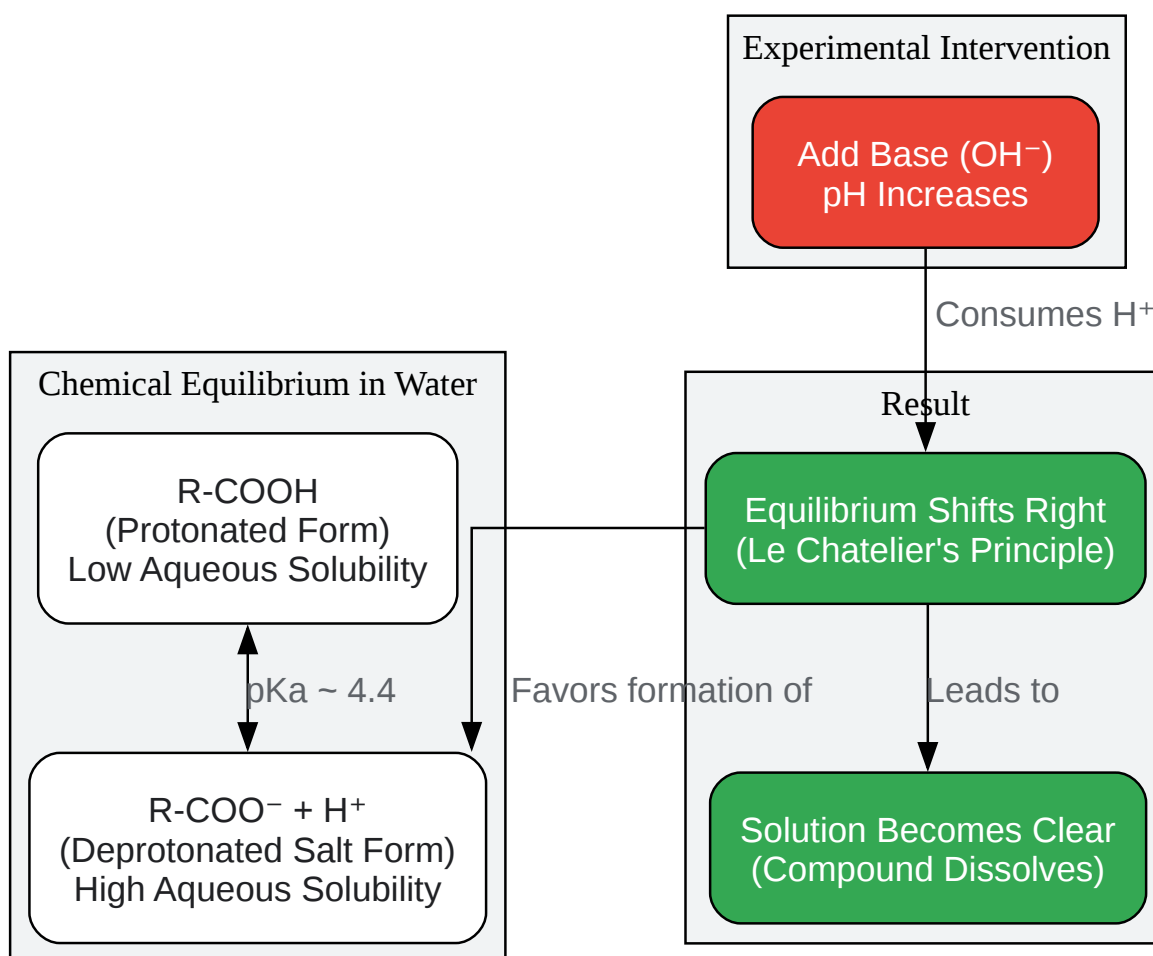 Experimental Intervention
Add Base (OH⁻)
pH Increases
Consumes H⁺
Chemical Equilibrium in Water
R-COOH
(Protonated Form)
Low Aqueous Solubility
pKa ~ 4.4
R-COO⁻ + H⁺
(Deprotonated Salt Form)
High Aqueous Solubility
Favors formation of
Result
Equilibrium Shifts Right
(Le Chatelier's Principle)
Leads to
Solution Becomes Clear
(Compound Dissolves)